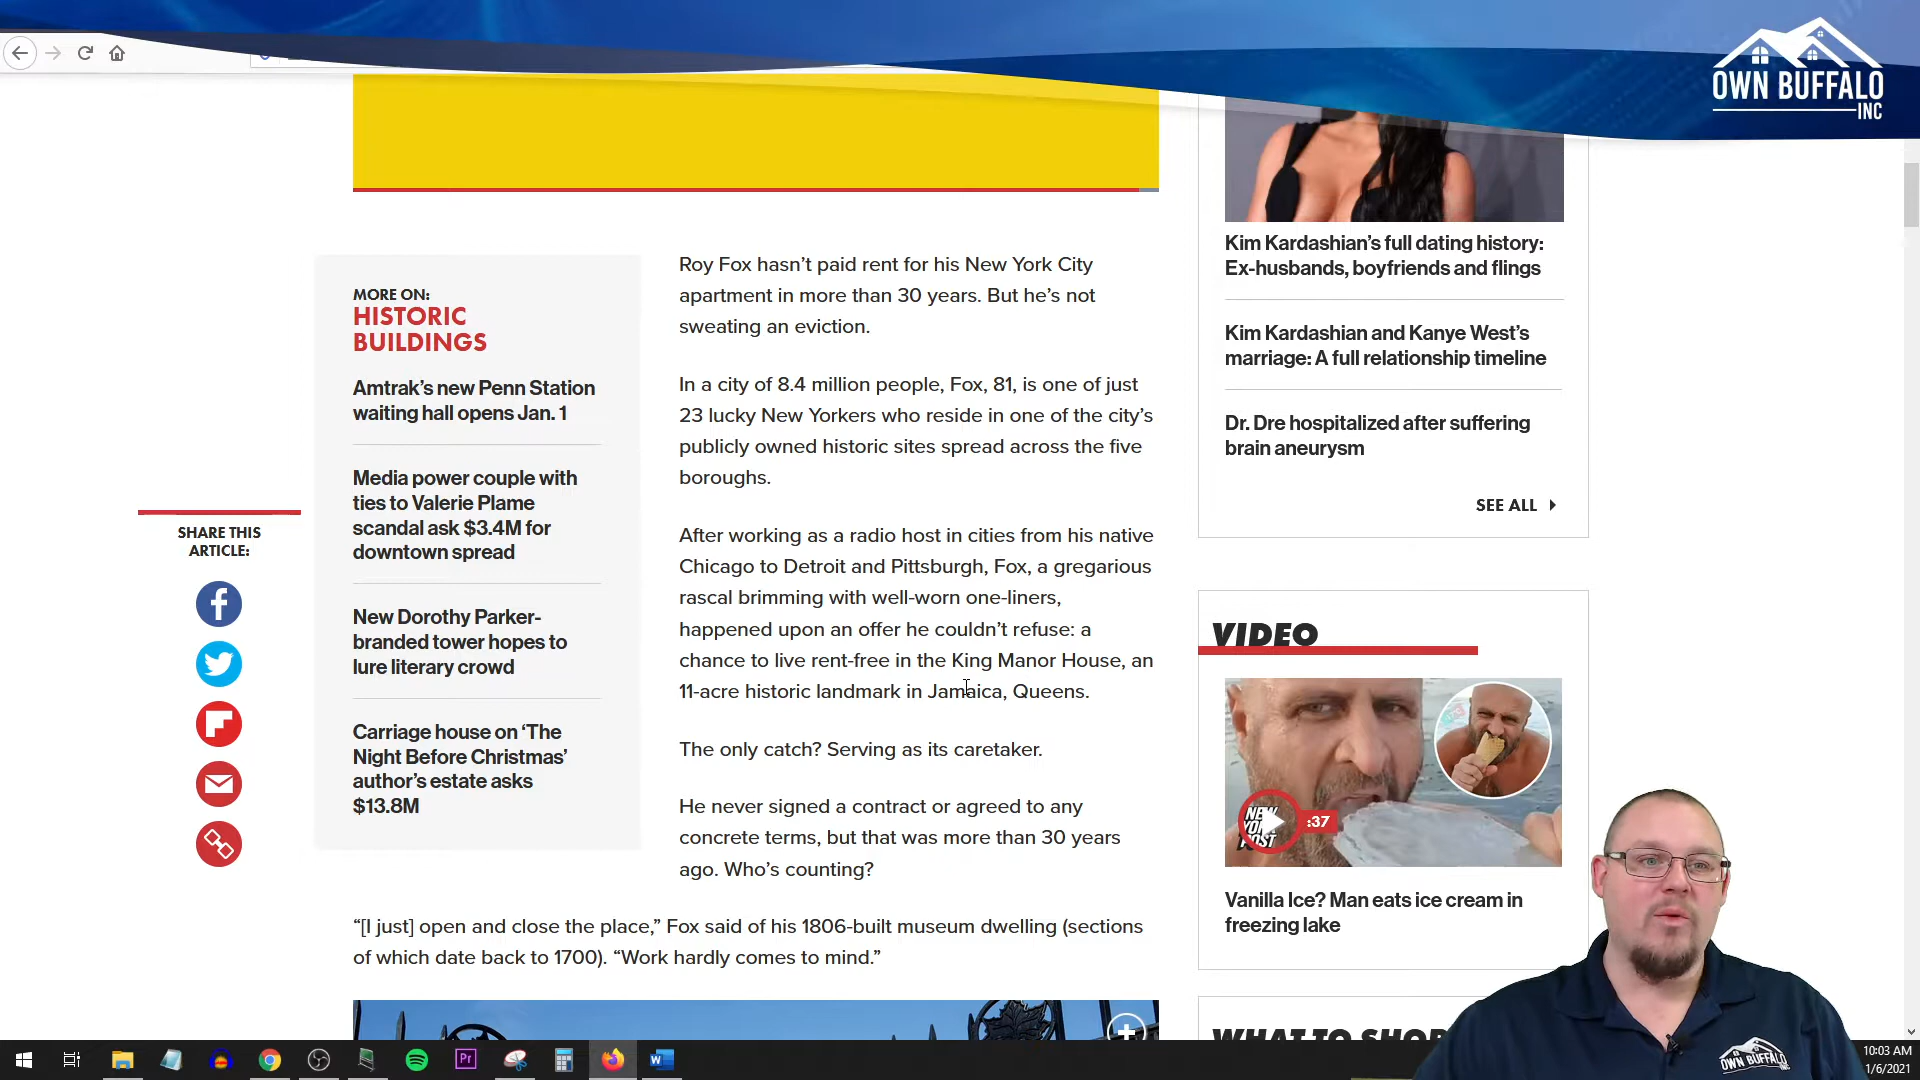 OWN BUFFALO
INC
MORE ON:
HISTORIC
BUILDINGS
Amtrak's new Penn Station
waiting hall opens Jan. 1
Media power couple with
ties to Valerie Plame
scandal ask $3.4M for
downtown spread
New Dorothy Parker-
branded tower hopes to
lure literary crowd
Carriage house on ‘The
Night Before Christmas’
author’s estate asks
$13.8M
SHARE THIS
ARTICLE:
Roy Fox hasn’t paid rent for his New York City
apartment in more than 30 years. But he’s not
sweating an eviction.
In a city of 8.4 million people, Fox, 81, is one of just
23 lucky New Yorkers who reside in one of the city’s
publicly owned historic sites spread across the five
boroughs.
After working as a radio host in cities from his native
Chicago to Detroit and Pittsburgh, Fox, a gregarious
rascal brimming with well-worn one-liners,
happened upon an offer he couldn’t refuse: a
chance to live rent-free in the King Manor House, an
11-acre historic landmark in Jamaica, Queens.
The only catch? Serving as its caretaker.
He never signed a contract or agreed to any
concrete terms, but that was more than 30 years
ago. Who’s counting?
“[I just] open and close the place,” Fox said of his 1806-built museum dwelling (sections
of which date back to 1700). “Work hardly comes to mind.”
Kim Kardashian’s full dating history:
Ex-husbands, boyfriends and flings
Kim Kardashian and Kanye West’s
marriage: A full relationship timeline
Dr. Dre hospitalized after suffering
brain aneurysm
SEE ALL
VIDEO
NEW
YORK
POST
:37
Vanilla Ice? Man eats ice cream in
freezing lake
WHAT TO SHOP
OWN BUFFALO
Pr
10:03 AM
1/6/2021